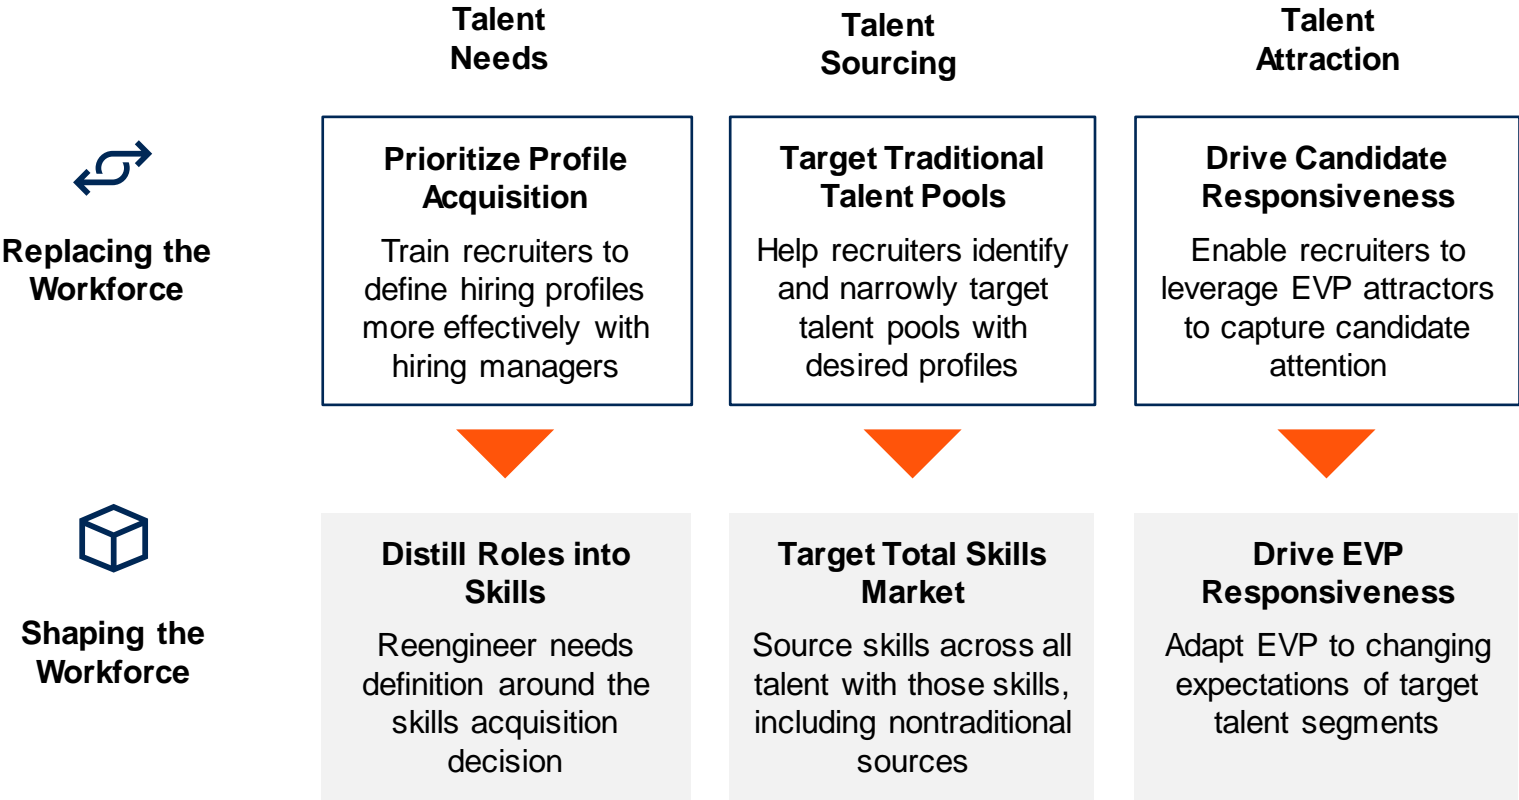 Talent
Needs
Talent
Sourcing
Talent
Attraction
Replacing the
Workforce
Prioritize Profile
Acquisition
Train recruiters to
define hiring profiles
more effectively with
hiring managers
Target Traditional
Talent Pools
Help recruiters identify
and narrowly target
talent pools with
desired profiles
Drive Candidate
Responsiveness
Enable recruiters to
leverage EVP attractors
to capture candidate
attention
Shaping the
Workforce
Distill Roles into
Skills
Reengineer needs
definition around the
skills acquisition
decision
Target Total Skills
Market
Source skills across all
talent with those skills,
including nontraditional
sources
Drive EVP
Responsiveness
Adapt EVP to changing
expectations of target
talent segments